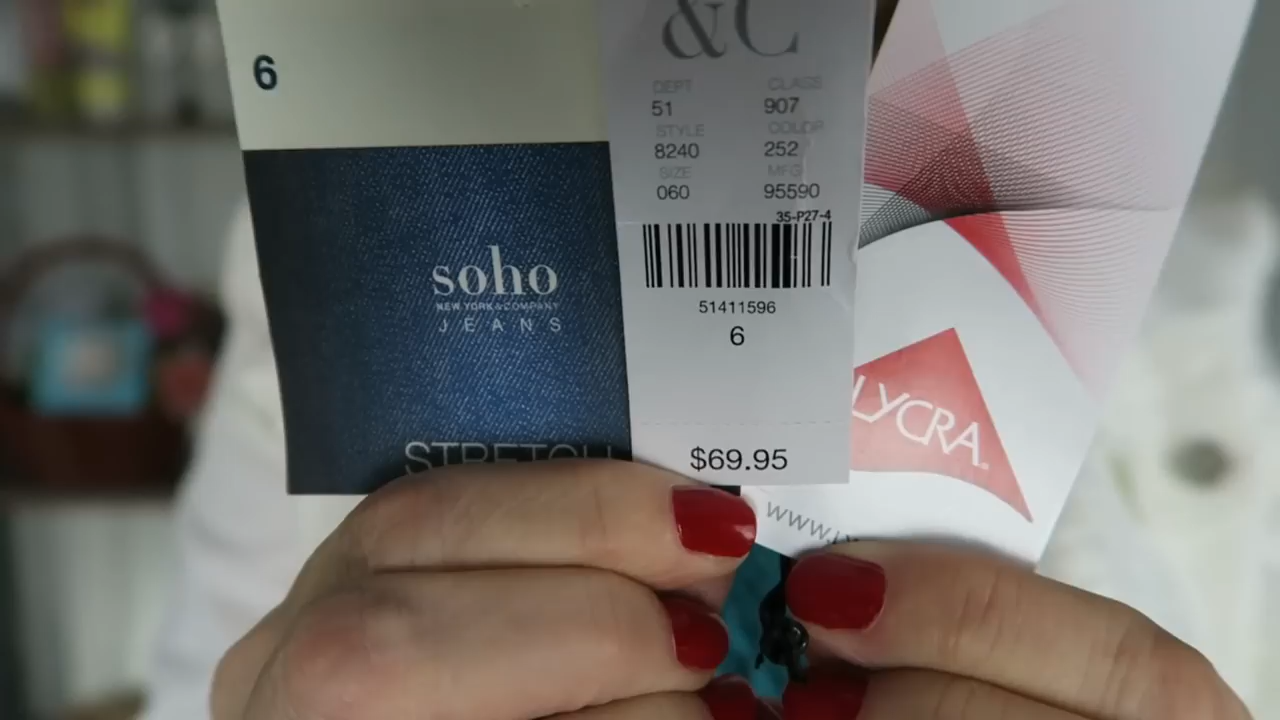 6
soho
NEW YORK & COMPANY
JEANS
STRETCH
&C
DEPT CLASS
51 907
STYLE COLOR
8240 252
SIZE MFG
060 95590
35-P27-4
51411596
6
$69.95
LYCRA
www.